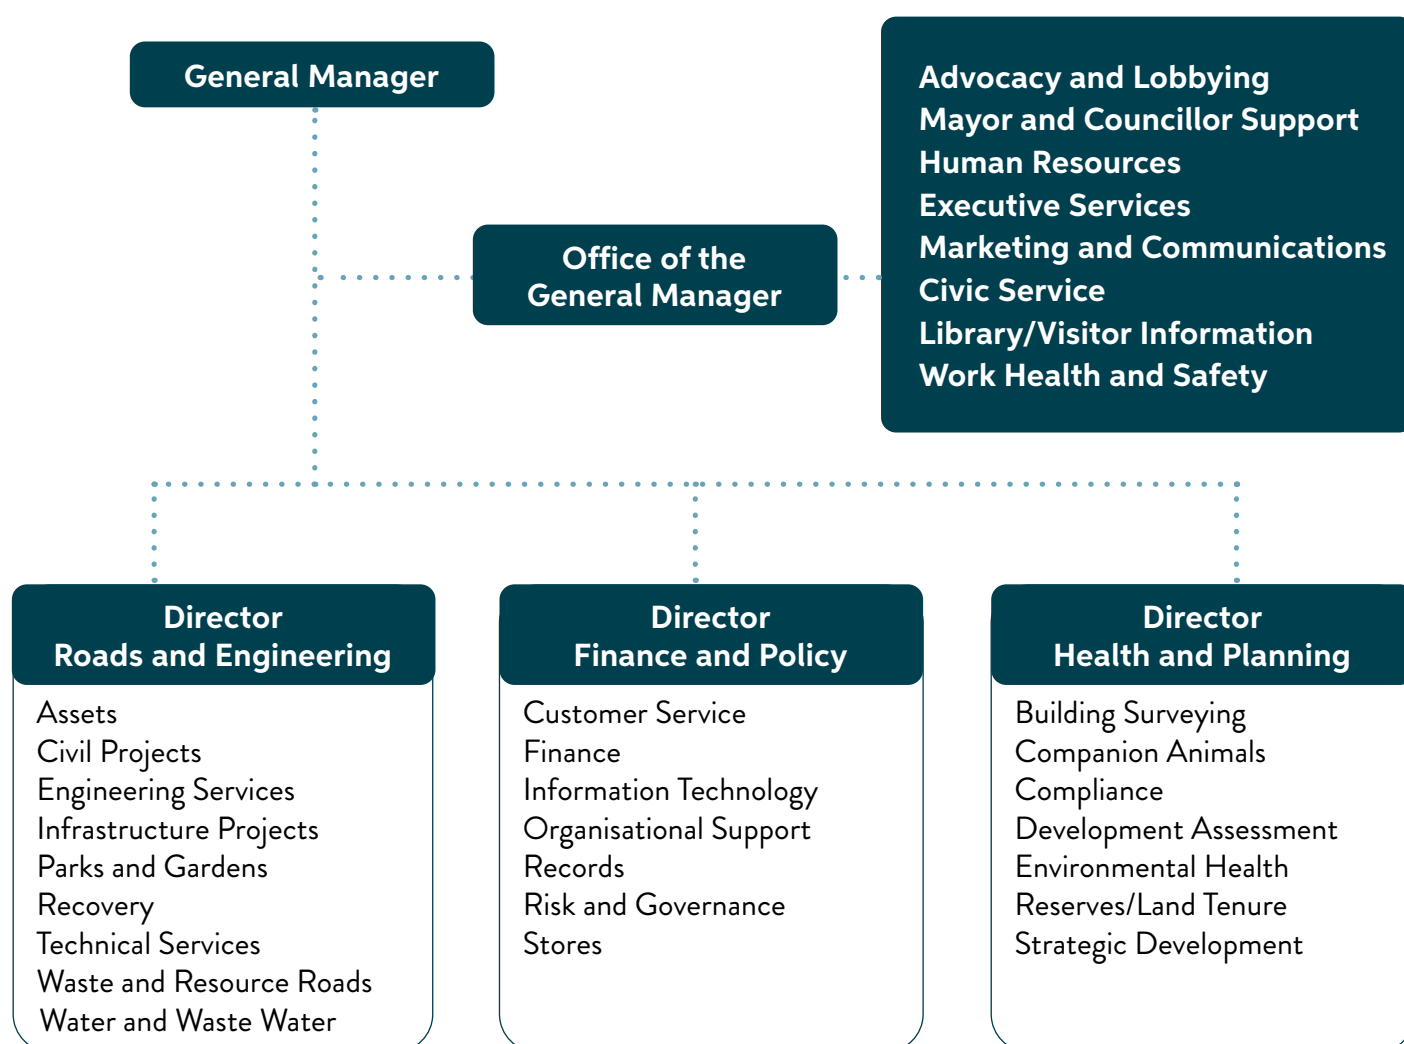 General Manager
Advocacy and Lobbying
Mayor and Councillor Support
Human Resources
Executive Services
Marketing and Communications
Civic Service
Library/Visitor Information
Work Health and Safety
Office of the
General Manager
Director
Roads and Engineering
Assets
Civil Projects
Engineering Services
Infrastructure Projects
Parks and Gardens
Recovery
Technical Services
Waste and Resource Roads
Water and Waste Water
Director
Finance and Policy
Customer Service
Finance
Information Technology
Organisational Support
Records
Risk and Governance
Stores
Director
Health and Planning
Building Surveying
Companion Animals
Compliance
Development Assessment
Environmental Health
Reserves/Land Tenure
Strategic Development